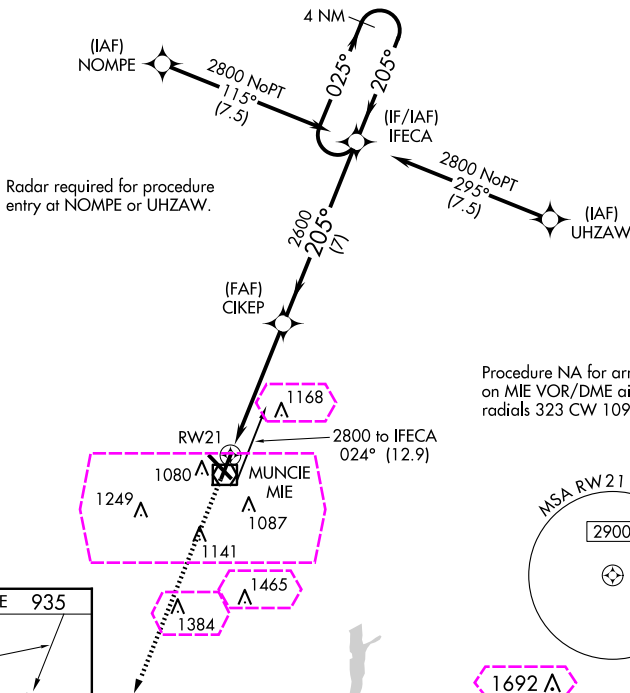 4 NM
(IAF)
NOMPE
2800 NoPT
115°
(7.5)
025°
205°
(IF/IAF)
IFECA
2800 NoPT
295°
(7.5)
(IAF)
UHZAW
Radar required for procedure
entry at NOMPE or UHZAW.
2600
205°
(7)
(FAF)
CIKEP
Procedure NA for arr
on MIE VOR/DME ai
radials 323 CW 109
1168
RW21
2800 to IFECA
024° (12.9)
1080
MUNCIE
MIE
1249
1087
1141
1465
1384
MSA RW 21
2900
E 935
1692